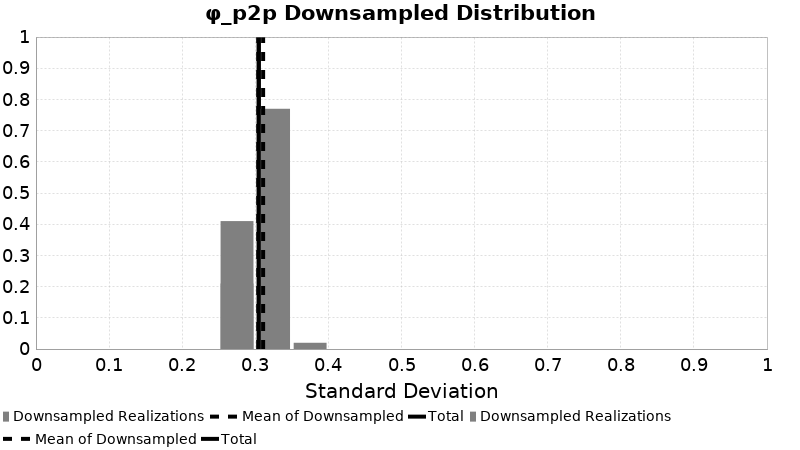 φ_p2p Downsampled Distribution
1
0.9
0.8
0.7
0.6
0.5
0.4
0.3
0.2
0.1
0
0 0.1 0.2 0.3 0.4 0.5 0.6 0.7 0.8 0.9 1
Standard Deviation
Downsampled Realizations Mean of Downsampled Total Downsampled Realizations
Mean of Downsampled Total